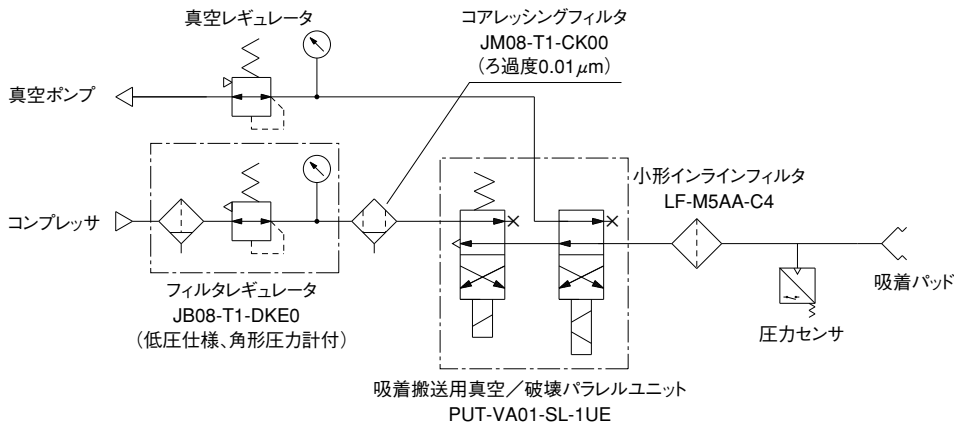 真空レギュレータ
コアレッシングフィルタ
JM08-T1-CK00
（ろ過度0.01μm）
真空ポンプ
小形インラインフィルタ
LF-M5AA-C4
コンプレッサ
吸着パッド
フィルタレギュレータ
JB08-T1-DKE0
（低圧仕様、角形圧力計付）
圧力センサ
吸着搬送用真空／破壊パラレルユニット
PUT-VA01-SL-1UE